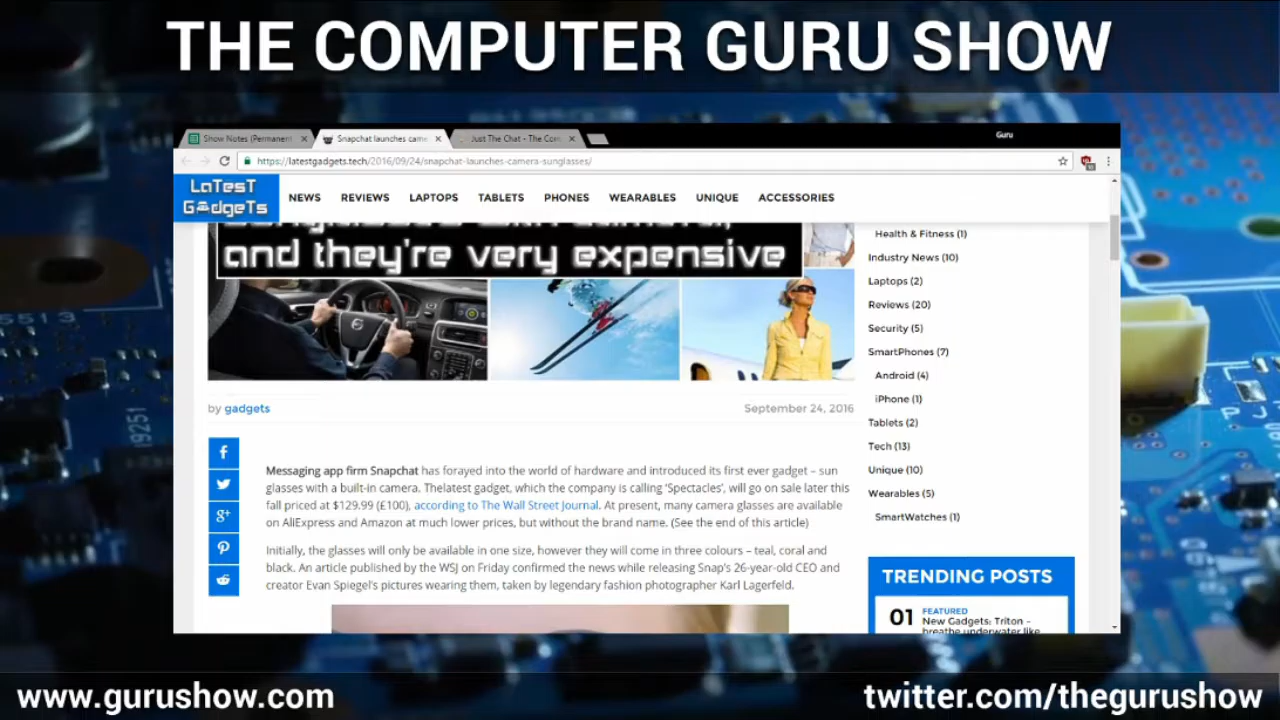 THE COMPUTER GURU SHOW
Show Notes (Permanent
Snapchat launches came
Just The Chat - The Com
Guru
https://latestgadgets.tech/2016/09/24/snapchat-launches-camera-sunglasses/
LaTesT
GadgeTs
NEWS REVIEWS LAPTOPS TABLETS PHONES WEARABLES UNIQUE ACCESSORIES
and they're very expensive
by gadgets
September 24, 2016
Messaging app firm Snapchat has forayed into the world of hardware and introduced its first ever gadget – sun
glasses with a built-in camera. Thelatest gadget, which the company is calling ‘Spectacles’, will go on sale later this
fall priced at $129.99 (£100), according to The Wall Street Journal. At present, many camera glasses are available
on AliExpress and Amazon at much lower prices, but without the brand name. (See the end of this article)
Initially, the glasses will only be available in one size, however they will come in three colours – teal, coral and
black. An article published by the WSJ on Friday confirmed the news while releasing Snap's 26-year-old CEO and
creator Evan Spiegel's pictures wearing them, taken by legendary fashion photographer Karl Lagerfeld.
Health & Fitness (1)
Industry News (10)
Laptops (2)
Reviews (20)
Security (5)
SmartPhones (7)
Android (4)
iPhone (1)
Tablets (2)
Tech (13)
Unique (10)
Wearables (5)
SmartWatches (1)
TRENDING POSTS
01 FEATURED
New Gadgets: Triton –
breathe underwater like
www.gurushow.com
twitter.com/thegurushow